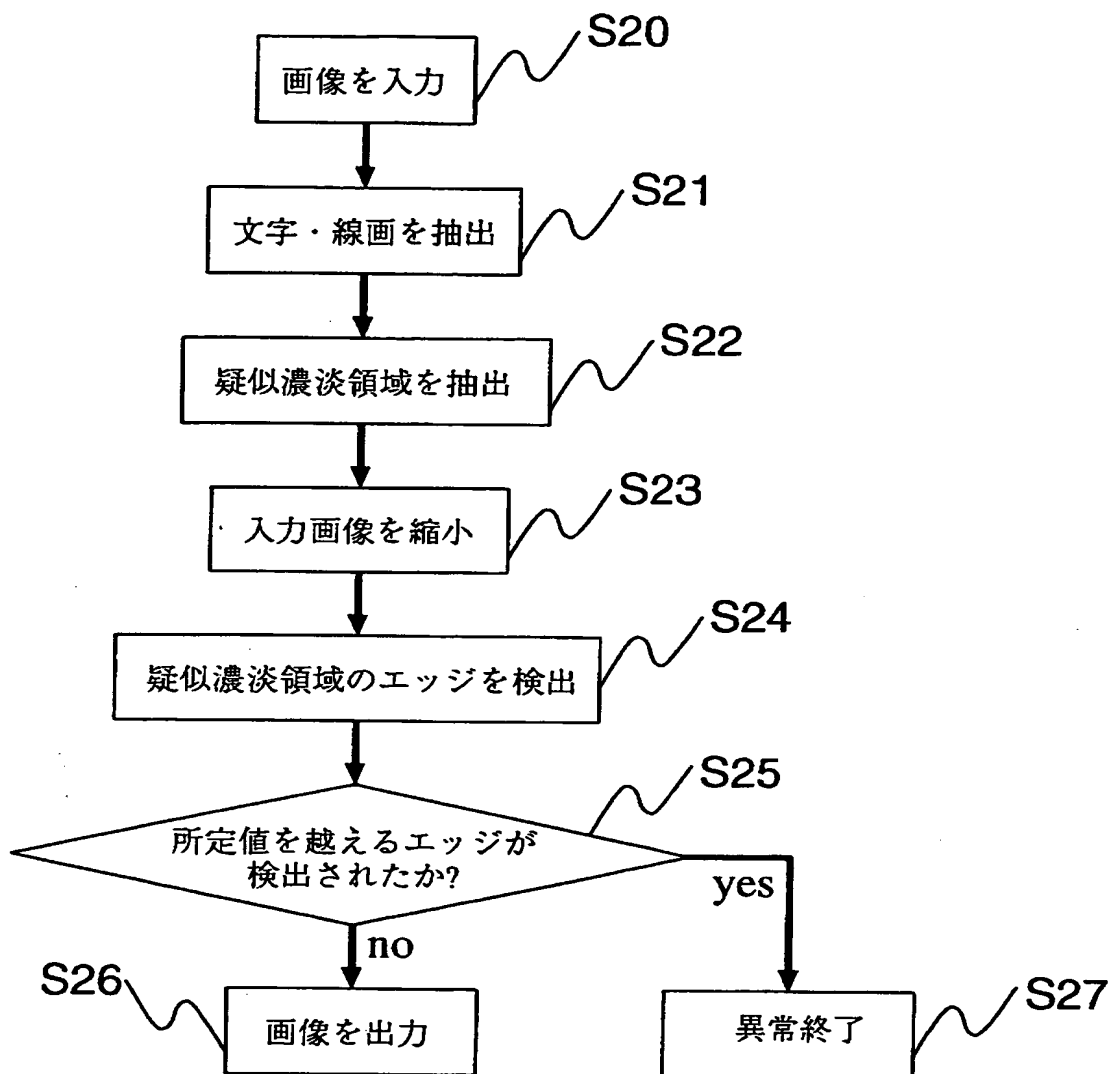 S20
画像を入力
S21
文字・線画を抽出
S22
疑似濃淡領域を抽出
S23
入力画像を縮小
S24
疑似濃淡領域のエッジを検出
S25
所定値を越えるエッジが
検出されたか?
yes
no
S26
画像を出力
S27
異常終了